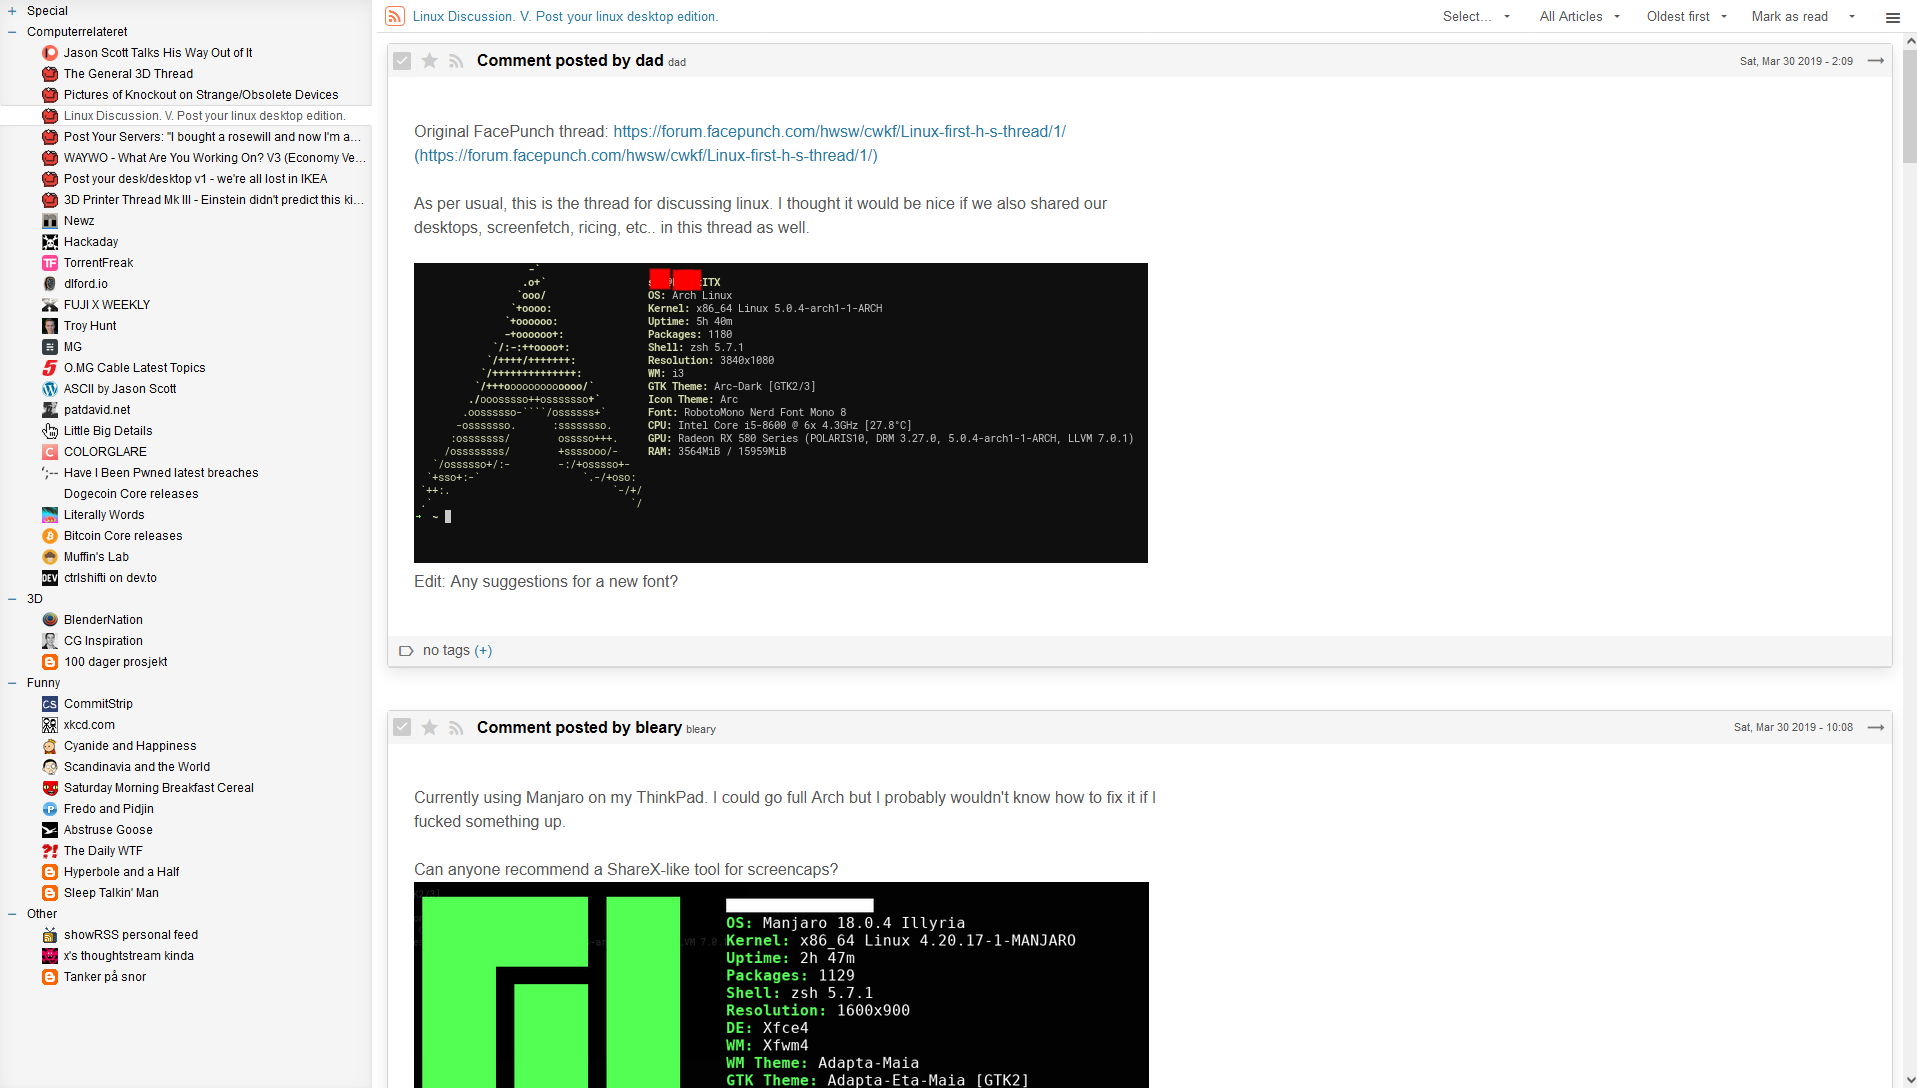 Special
Computerrelateret
Jason Scott Talks His Way Out of It
The General 3D Thread
Pictures of Knockout on Strange/Obsolete Devices
Linux Discussion. V. Post your linux desktop edition.
Post Your Servers: "I bought a rosewill and now I'm a...
WAYWO - What Are You Working On? V3 (Economy Ve...
Post your desk/desktop v1 - we're all lost in IKEA
3D Printer Thread Mk III - Einstein didn't predict this ki...
Newz
Hackaday
TorrentFreak
dlford.io
FUJI X WEEKLY
Troy Hunt
MG
O.MG Cable Latest Topics
ASCII by Jason Scott
patdavid.net
Little Big Details
COLORGLARE
Have I Been Pwned latest breaches
Dogecoin Core releases
Literally Words
Bitcoin Core releases
Muffin's Lab
ctrlshifti on dev.to
3D
BlenderNation
CG Inspiration
100 dager prosjekt
Funny
CommitStrip
xkcd.com
Cyanide and Happiness
Scandinavia and the World
Saturday Morning Breakfast Cereal
Fredo and Pidjin
Abstruse Goose
The Daily WTF
Hyperbole and a Half
Sleep Talkin' Man
Other
showRSS personal feed
x's thoughtstream kinda
Tanker på snor
Linux Discussion. V. Post your linux desktop edition.
Select... All Articles Oldest first Mark as read
Comment posted by dad dad Sat, Mar 30 2019 - 2:09
Original FacePunch thread: https://forum.facepunch.com/hwsw/cwkf/Linux-first-h-s-thread/1/
(https://forum.facepunch.com/hwsw/cwkf/Linux-first-h-s-thread/1/)
As per usual, this is the thread for discussing linux. I thought it would be nice if we also shared our
desktops, screenfetch, ricing, etc.. in this thread as well.
ITX
OS: Arch Linux
Kernel: x86_64 Linux 5.0.4-arch1-1-ARCH
Uptime: 5h 40m
Packages: 1180
Shell: zsh 5.7.1
Resolution: 3840x1080
WM: i3
GTK Theme: Arc-Dark [GTK2/3]
Icon Theme: Arc
Font: RobotoMono Nerd Font Mono 8
CPU: Intel Core i5-8600 @ 6x 4.3GHz [27.8°C]
GPU: Radeon RX 580 Series (POLARIS10, DRM 3.27.0, 5.0.4-arch1-1-ARCH, LLVM 7.0.1)
RAM: 3564MiB / 15959MiB
→ ~
Edit: Any suggestions for a new font?
no tags (+)
Comment posted by bleary bleary Sat, Mar 30 2019 - 10:08
Currently using Manjaro on my ThinkPad. I could go full Arch but I probably wouldn't know how to fix it if I
fucked something up.
Can anyone recommend a ShareX-like tool for screencaps?
OS: Manjaro 18.0.4 Illyria
Kernel: x86_64 Linux 4.20.17-1-MANJARO
Uptime: 2h 47m
Packages: 1129
Shell: zsh 5.7.1
Resolution: 1600x900
DE: Xfce4
WM: Xfwm4
WM Theme: Adapta-Maia
GTK Theme: Adapta-Eta-Maia [GTK2]